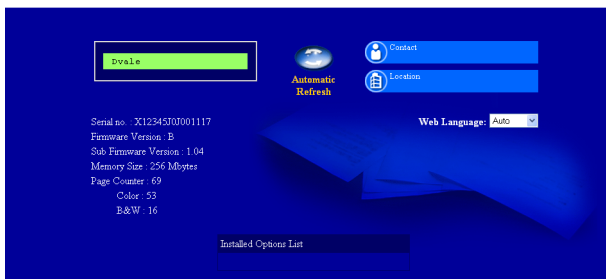 Dvale
Automatic
Refresh
Contact
Location
Serial no. : X12345J0J001117
Firmware Version : B
Sub Firmware Version : 1.04
Memory Size : 256 Mbytes
Page Counter : 69
Color : 53
B&W : 16
Web Language: Auto
Installed Options List